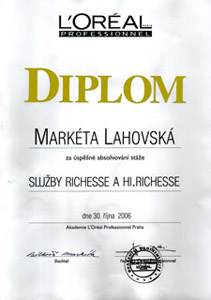 L'ORÉAL
PROFESSIONNEL
DIPLOM
MARKÉTA LAHOVSKÁ
za úspěšné absolvování stáže
SLUŽBY RICHESSE A HI.RICHESSE
dne 30. října 2006
Akademie L'Oréal Professionnel Praha